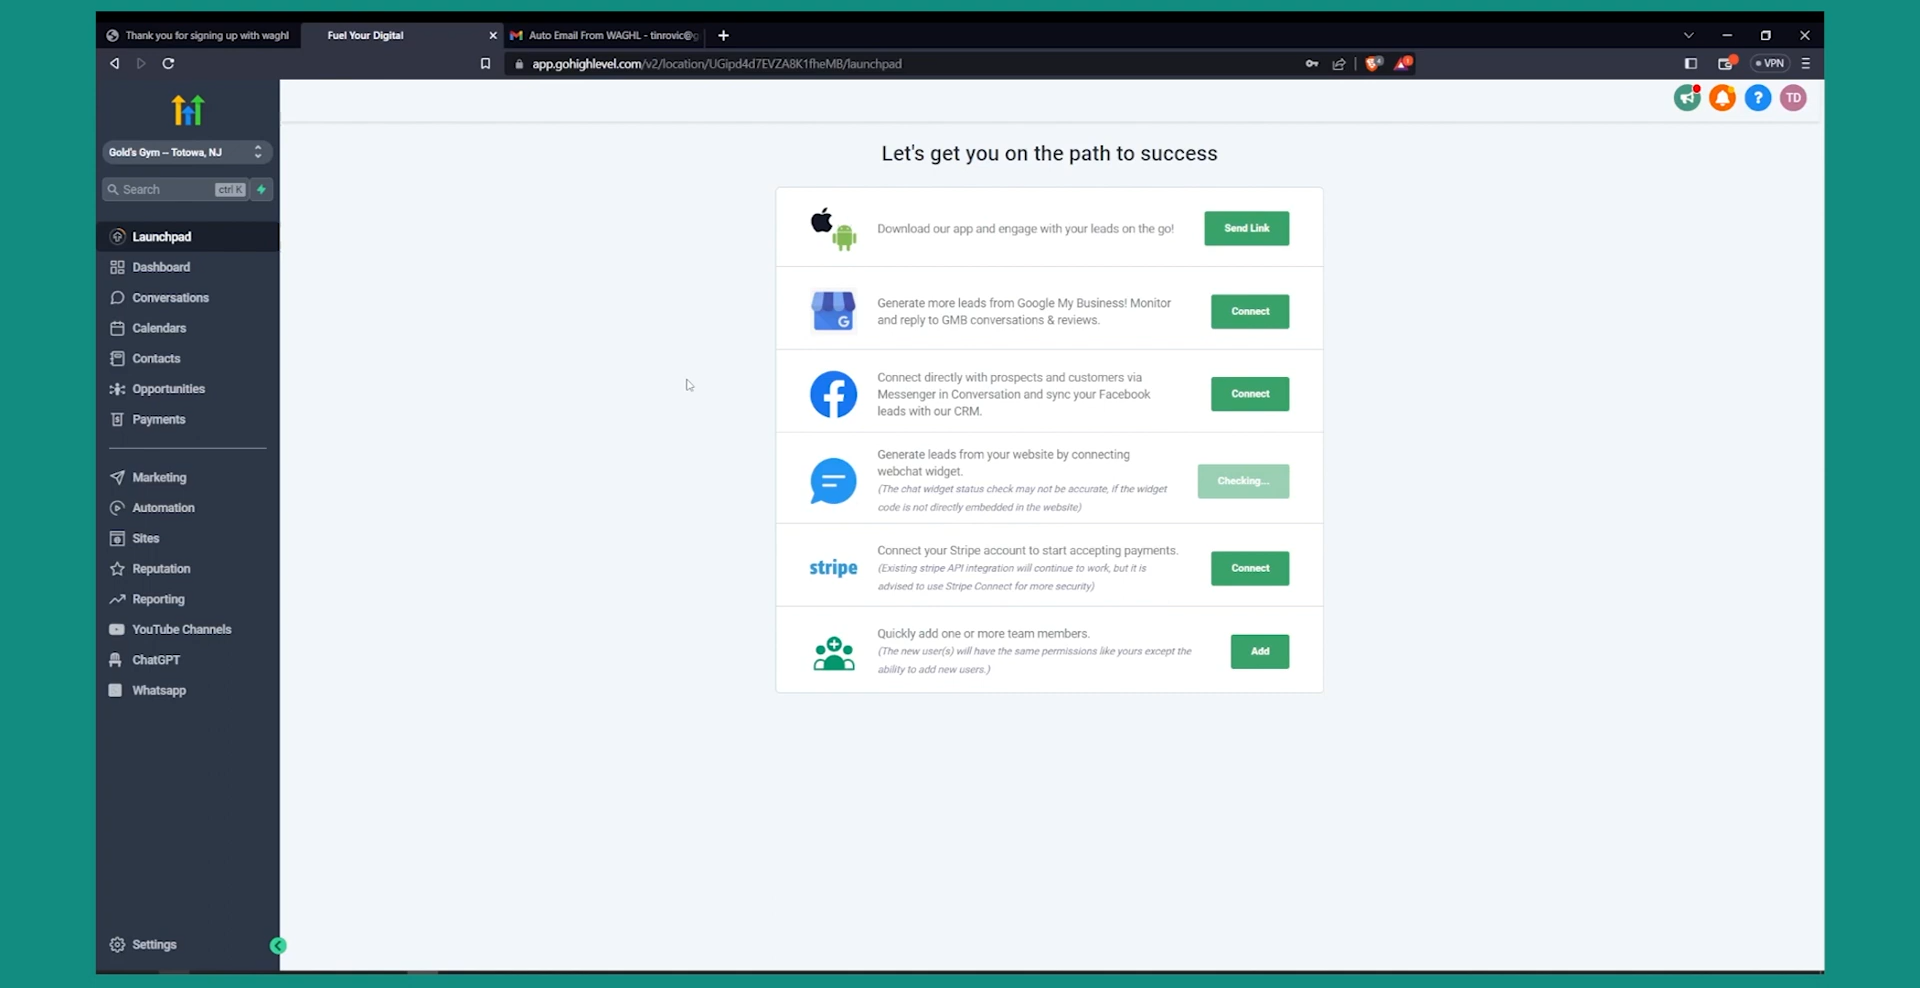 Thank you for signing up with waghl
Fuel Your Digital
Auto Email From WAGHL - tinrovic@g
app.gohighlevel.com/v2/location/UGipd4d7EVZA8K1fheMB/launchpad
VPN
Gold's Gym -- Totowa, NJ
Search
ctrl K
TD
Launchpad
Dashboard
Conversations
Calendars
Contacts
Opportunities
Payments
Marketing
Automation
Sites
Reputation
Reporting
YouTube Channels
ChatGPT
Whatsapp
Settings
Let's get you on the path to success
Download our app and engage with your leads on the go!
Send Link
Generate more leads from Google My Business! Monitor
and reply to GMB conversations & reviews.
Connect
Connect directly with prospects and customers via
Messenger in Conversation and sync your Facebook
leads with our CRM.
Connect
Generate leads from your website by connecting
webchat widget.
(The chat widget status check may not be accurate, if the widget
code is not directly embedded in the website)
Checking...
stripe
Connect your Stripe account to start accepting payments.
(Existing stripe API integration will continue to work, but it is
advised to use Stripe Connect for more security)
Connect
Quickly add one or more team members.
(The new user(s) will have the same permissions like yours except the
ability to add new users.)
Add